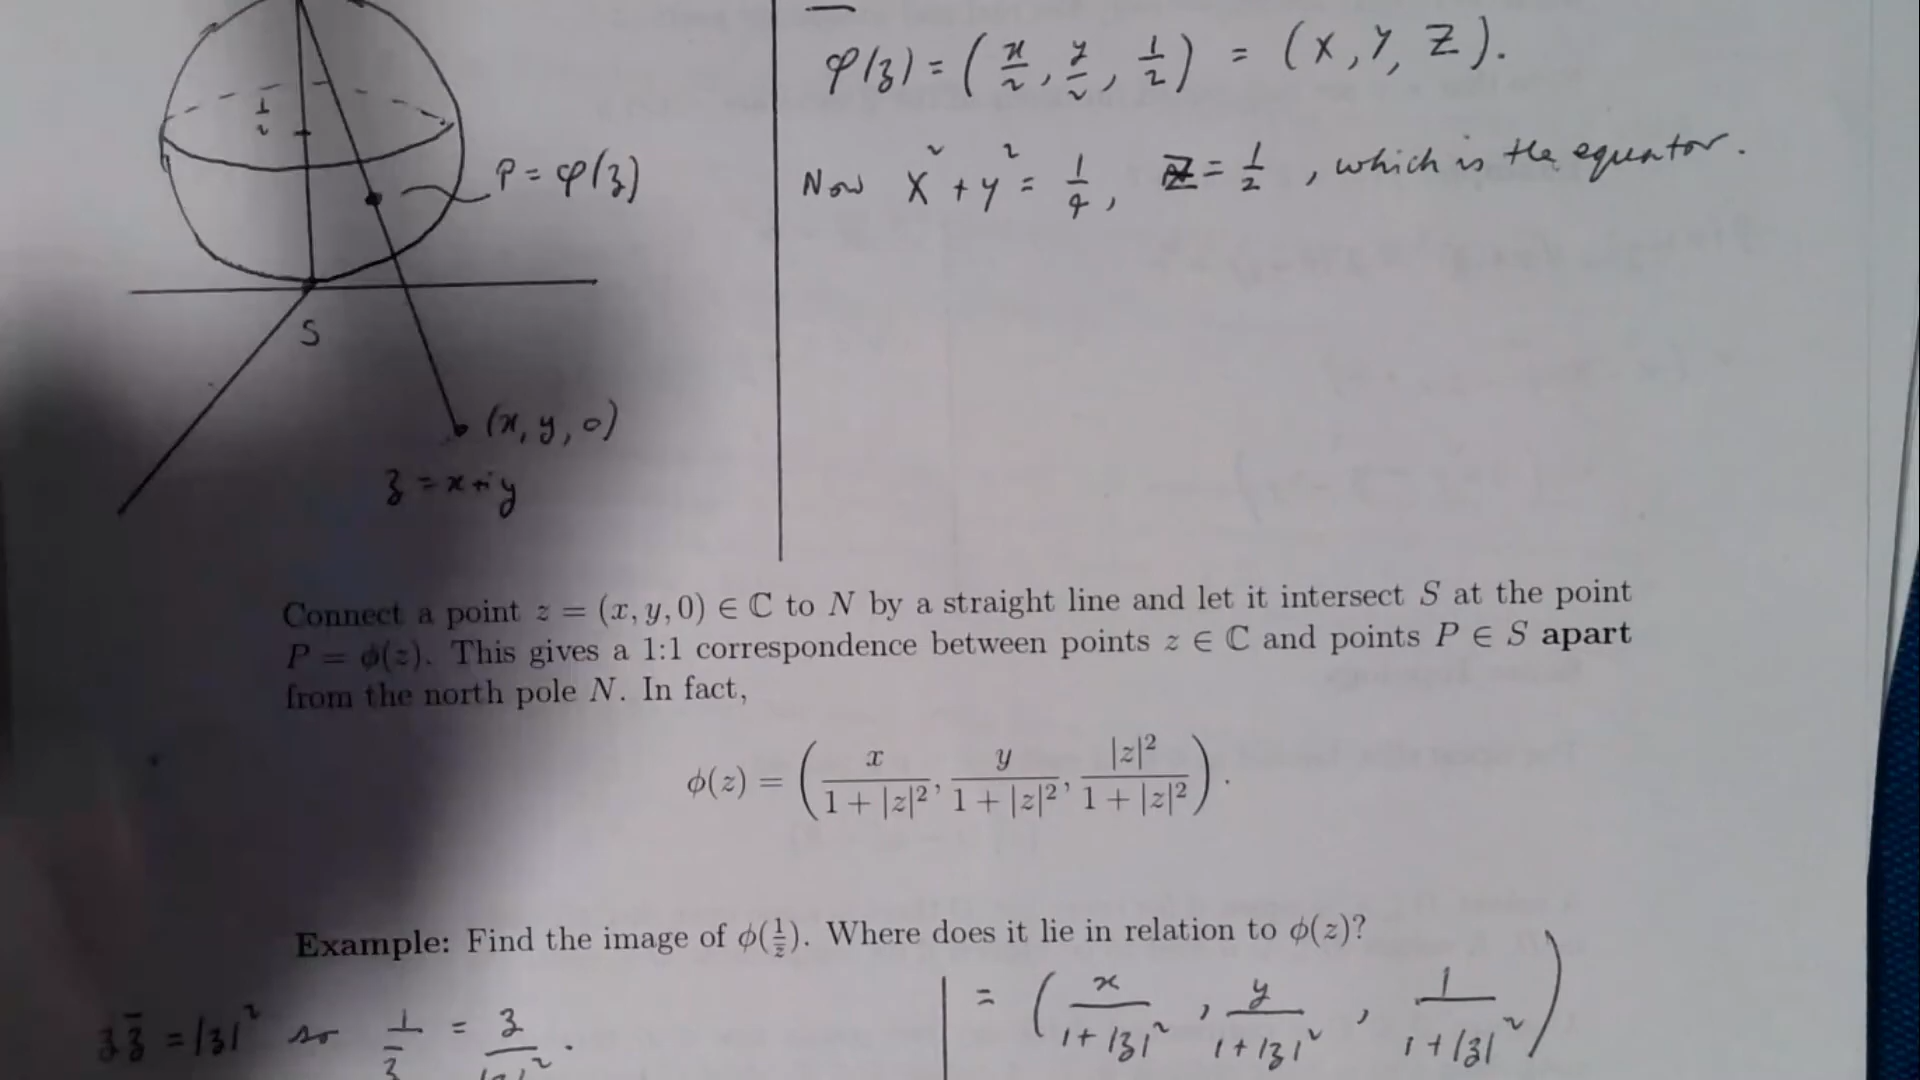 φ(z) = (x/2, y/2, 1/2) = (X, Y, Z).
1/2
P = φ(z)
Now X² + Y² = 1/4, Z = 1/2, which is the equator.
S
(x, y, 0)
z = x+iy
Connect a point z = (x, y, 0) ∈ ℂ to N by a straight line and let it intersect S at the point
P = ϕ(z). This gives a 1:1 correspondence between points z ∈ ℂ and points P ∈ S apart
from the north pole N. In fact,
ϕ(z) = (x/(1 + |z|²), y/(1 + |z|²), |z|²/(1 + |z|²)).
Example: Find the image of ϕ(1/z̄). Where does it lie in relation to ϕ(z)?
z z̄ = |z|² so 1/z̄ = z/|z|².
= (x/(1+|z|²), y/(1+|z|²), 1/(1+|z|²))